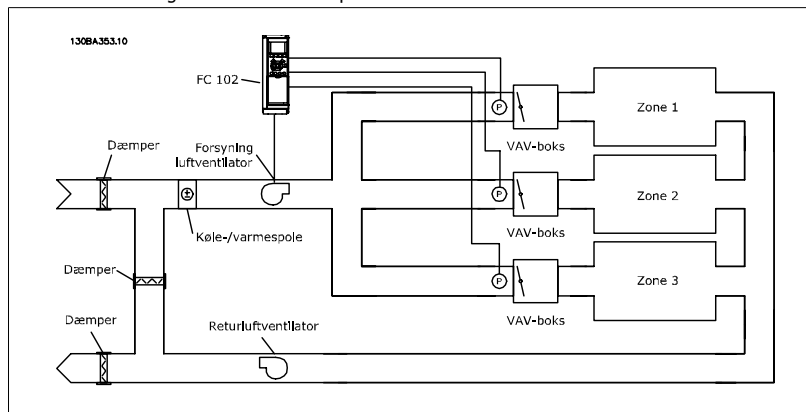 130BA353.10
FC 102
Zone 1
VAV-boks
Dæmper
Forsyning
luftventilator
Zone 2
VAV-boks
Køle-/varmespole
Dæmper
Zone 3
VAV-boks
Dæmper
Returluftventilator
P
P
P